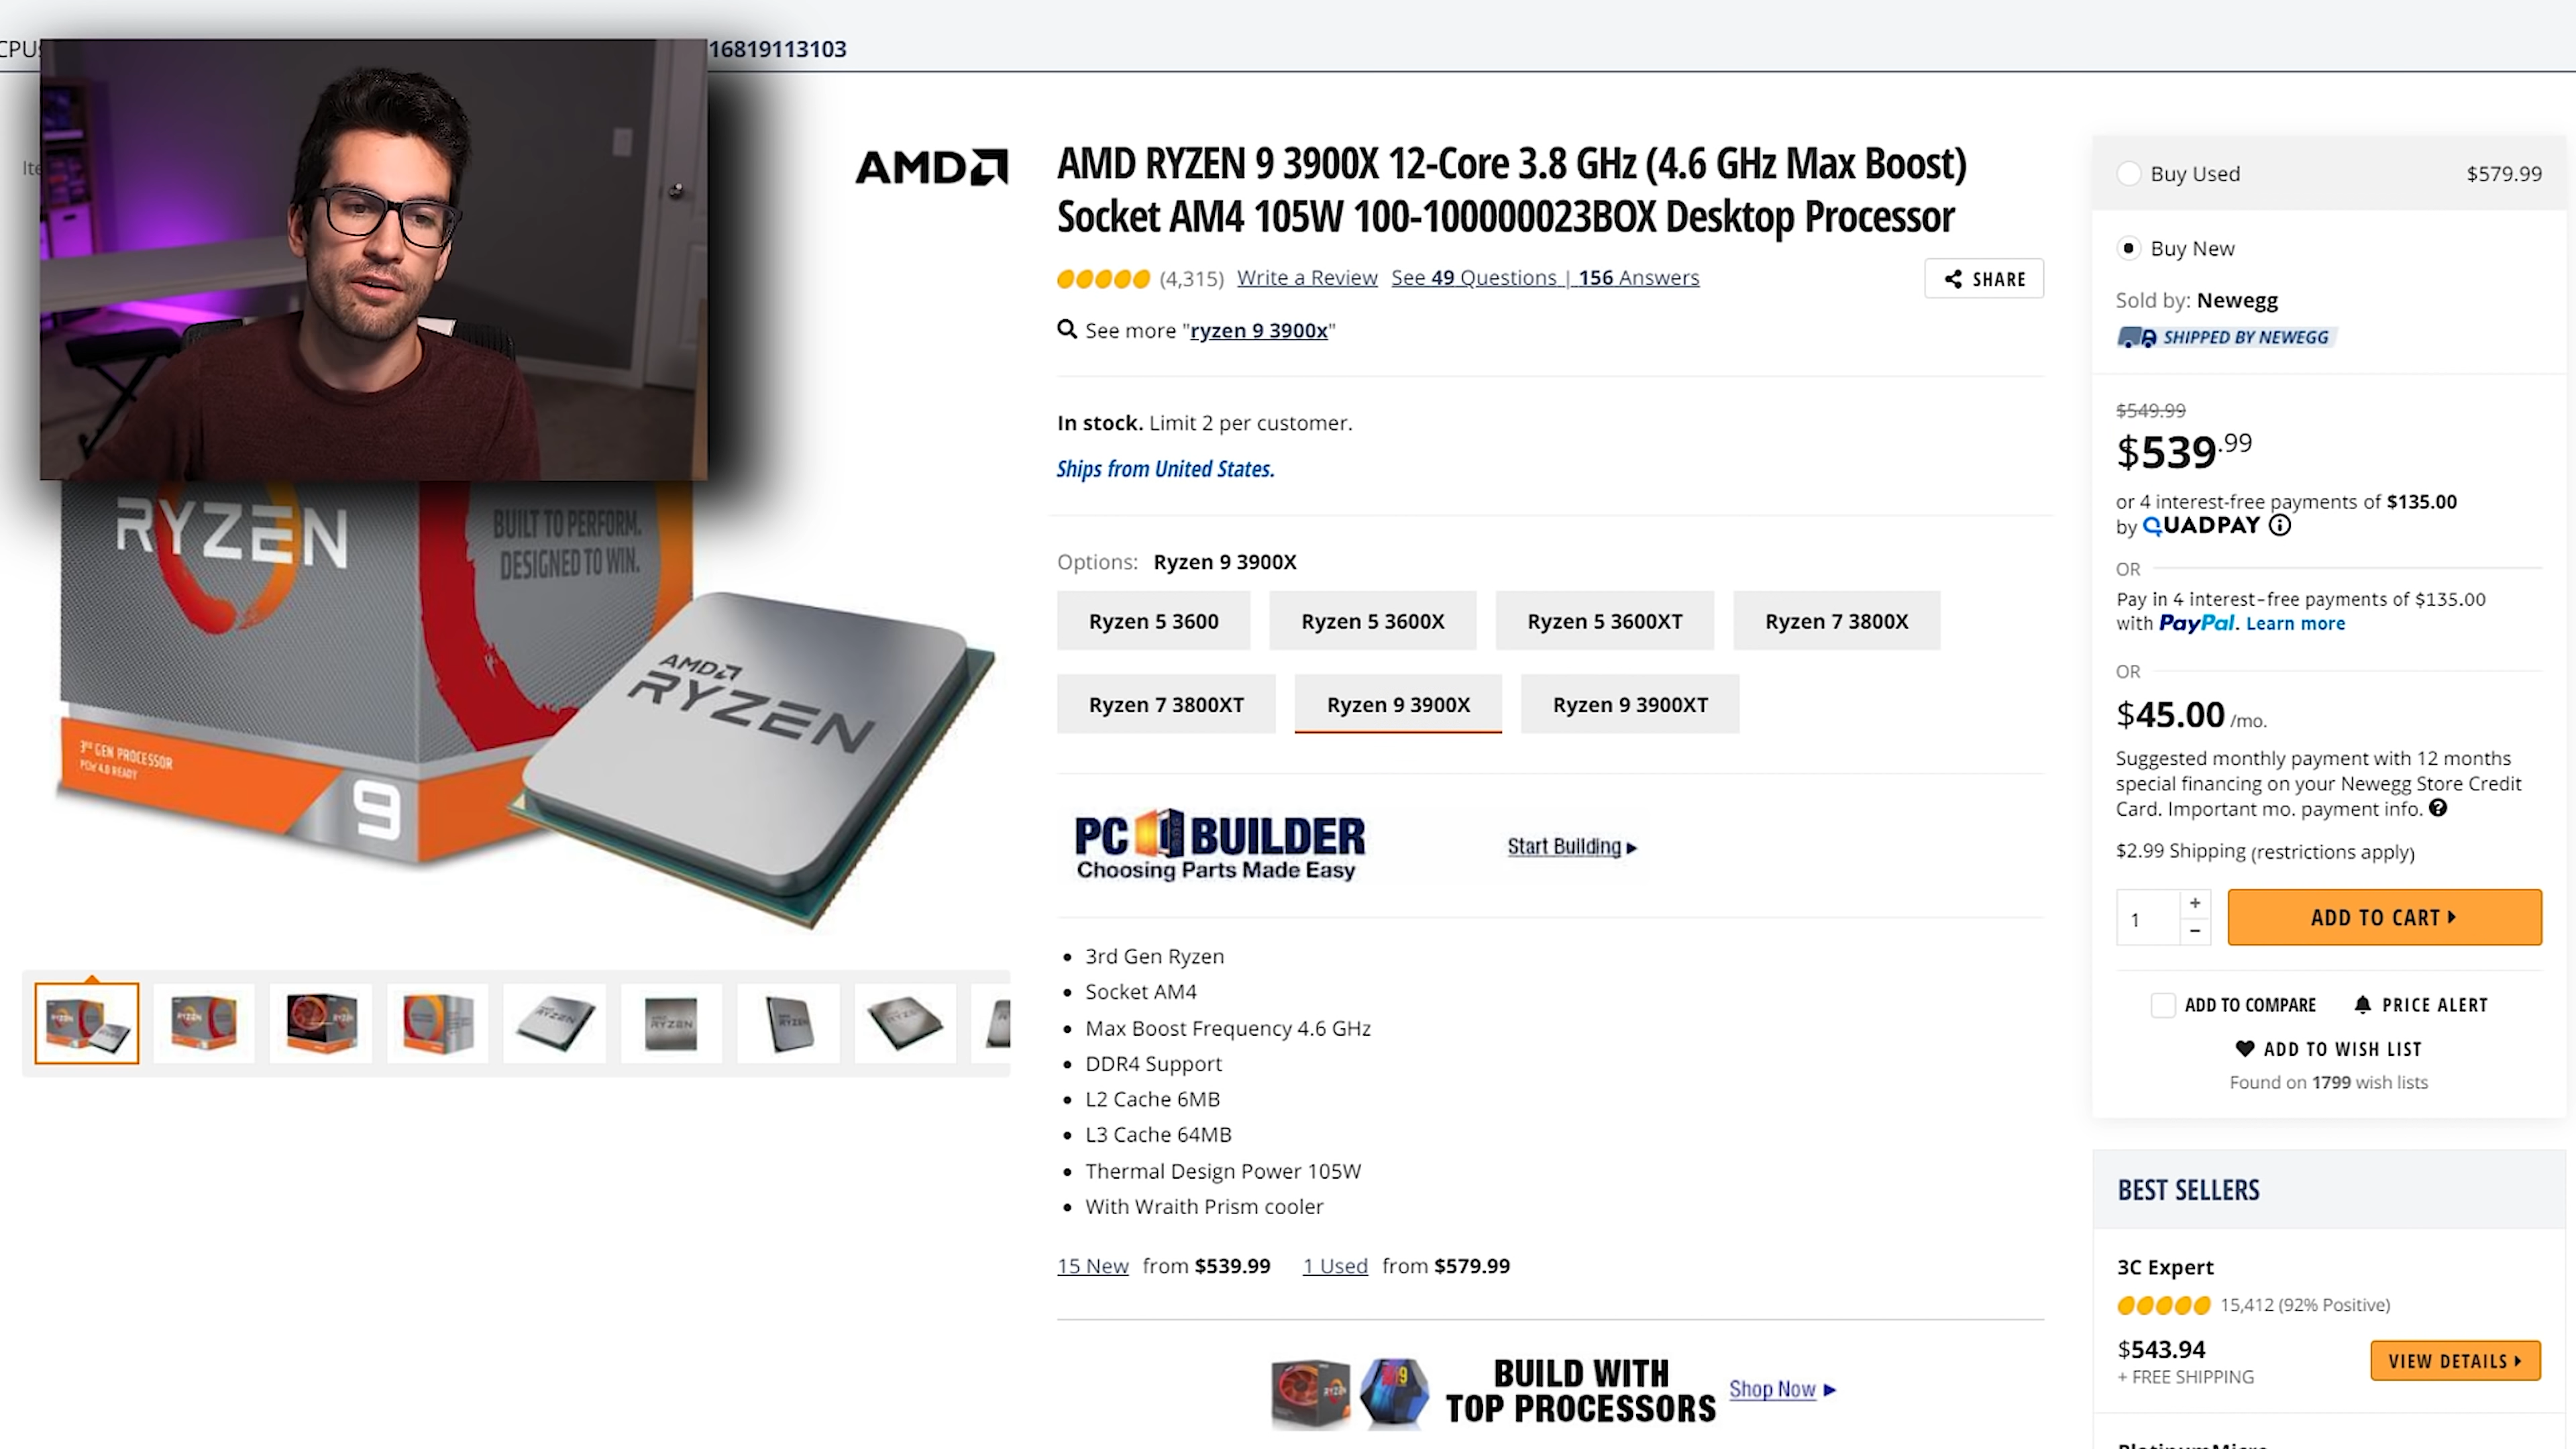 CPUs
16819113103
Ite
AMD
AMD RYZEN 9 3900X 12-Core 3.8 GHz (4.6 GHz Max Boost)
Socket AM4 105W 100-100000023BOX Desktop Processor
(4,315) Write a Review See 49 Questions | 156 Answers
SHARE
See more "ryzen 9 3900x"
In stock. Limit 2 per customer.
Ships from United States.
Options: Ryzen 9 3900X
Ryzen 5 3600
Ryzen 5 3600X
Ryzen 5 3600XT
Ryzen 7 3800X
Ryzen 7 3800XT
Ryzen 9 3900X
Ryzen 9 3900XT
PC BUILDER
Choosing Parts Made Easy
Start Building
3rd Gen Ryzen
Socket AM4
Max Boost Frequency 4.6 GHz
DDR4 Support
L2 Cache 6MB
L3 Cache 64MB
Thermal Design Power 105W
With Wraith Prism cooler
15 New from $539.99 1 Used from $579.99
BUILD WITH
TOP PROCESSORS
Shop Now
RYZEN
BUILT TO PERFORM.
DESIGNED TO WIN.
3rd GEN PROCESSOR
PCIe 4.0 READY
9
AMD
RYZEN
Buy Used $579.99
Buy New
Sold by: Newegg
SHIPPED BY NEWEGG
$549.99
$539.99
or 4 interest-free payments of $135.00
by QUADPAY
OR
Pay in 4 interest-free payments of $135.00
with PayPal. Learn more
OR
$45.00 /mo.
Suggested monthly payment with 12 months
special financing on your Newegg Store Credit
Card. Important mo. payment info.
$2.99 Shipping (restrictions apply)
1
+
-
ADD TO CART
ADD TO COMPARE
PRICE ALERT
ADD TO WISH LIST
Found on 1799 wish lists
BEST SELLERS
3C Expert
15,412 (92% Positive)
$543.94
+ FREE SHIPPING
VIEW DETAILS